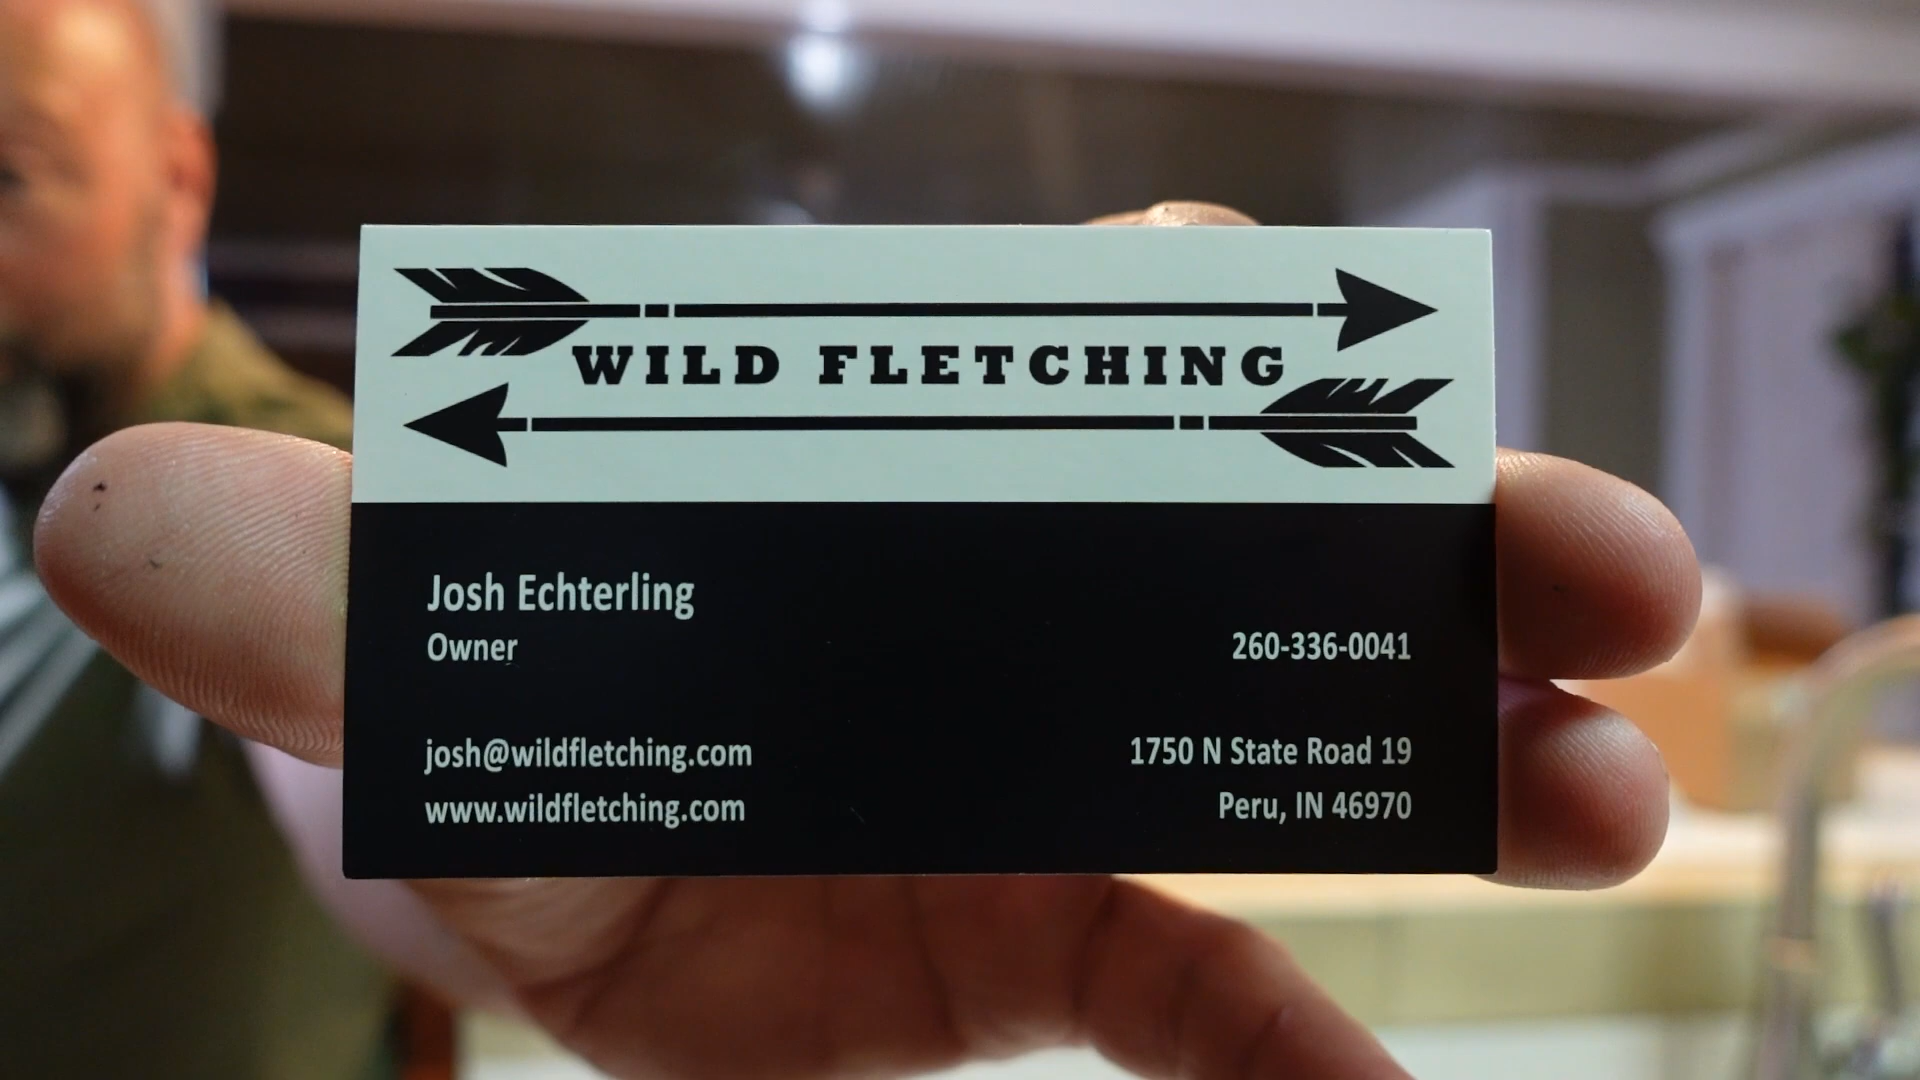 WILD FLETCHING
Josh Echterling
Owner
260-336-0041
josh@wildfletching.com
www.wildfletching.com
1750 N State Road 19
Peru, IN 46970